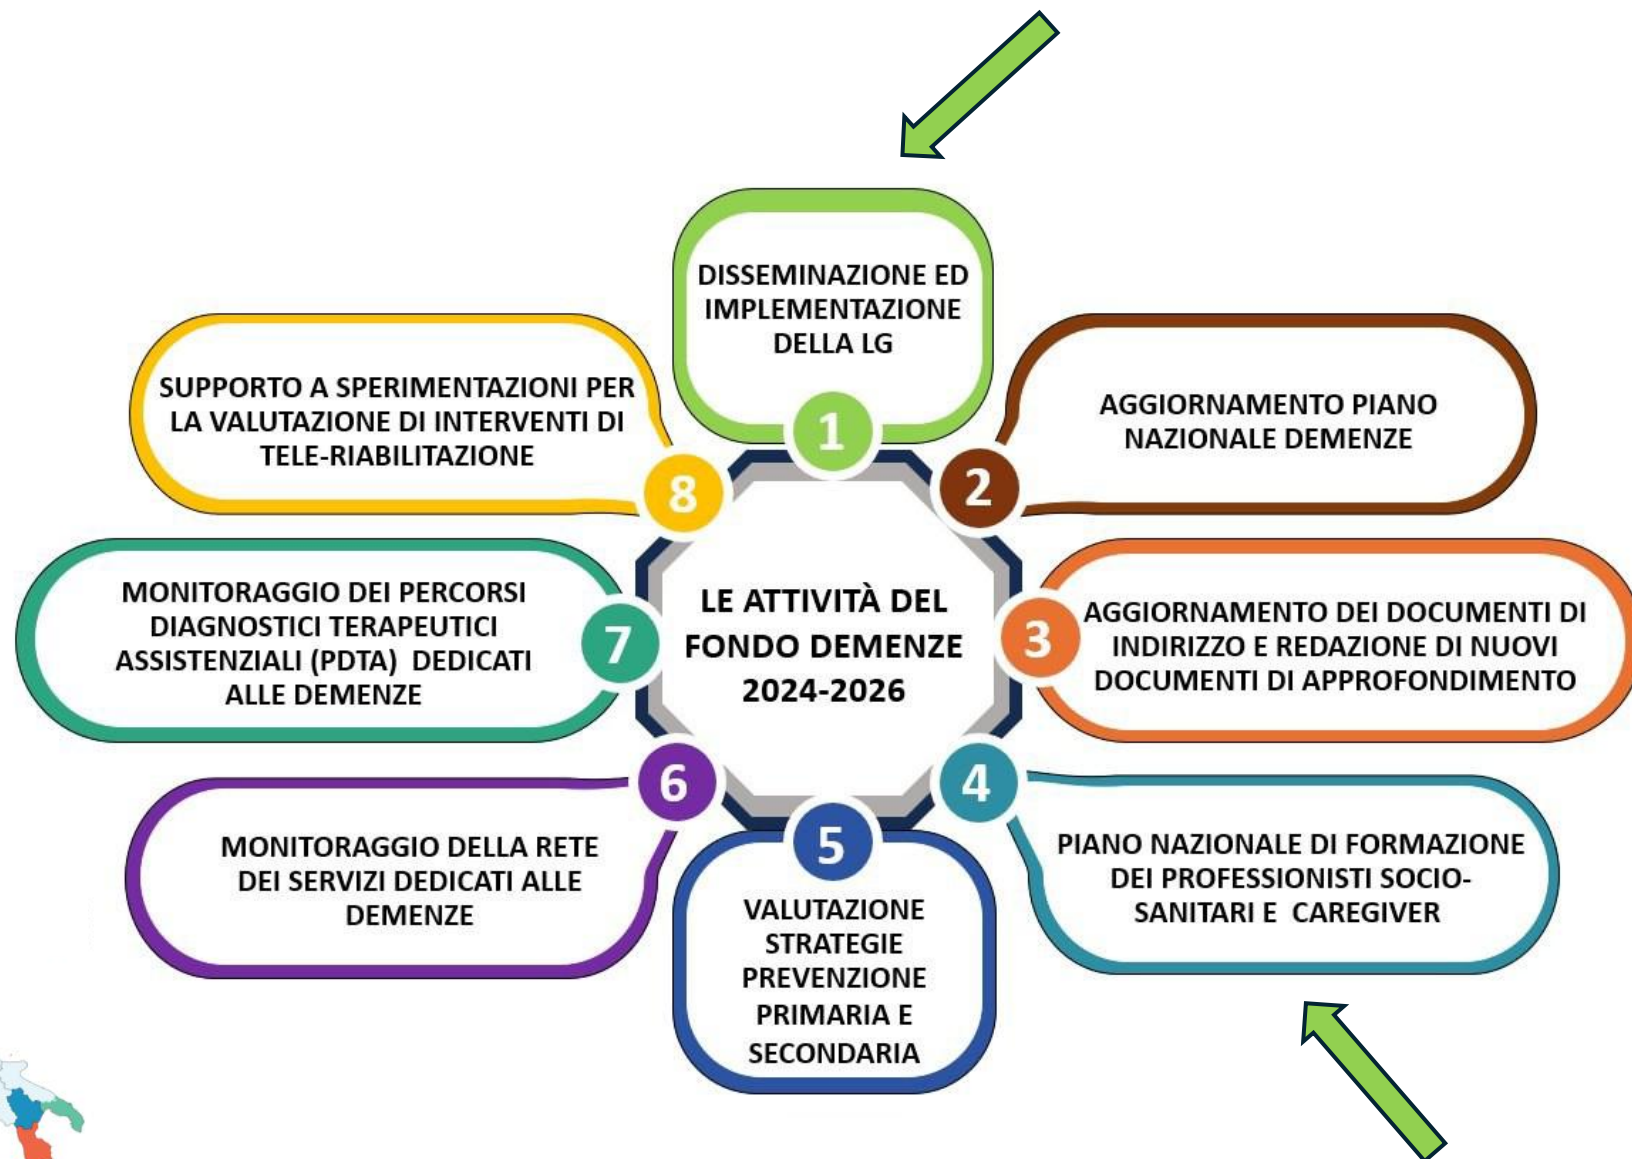 LE ATTIVITÀ DEL
FONDO DEMENZE
2024-2026
1
DISSEMINAZIONE ED
IMPLEMENTAZIONE
DELLA LG
2
AGGIORNAMENTO PIANO
NAZIONALE DEMENZE
3
AGGIORNAMENTO DEI DOCUMENTI DI
INDIRIZZO E REDAZIONE DI NUOVI
DOCUMENTI DI APPROFONDIMENTO
4
PIANO NAZIONALE DI FORMAZIONE
DEI PROFESSIONISTI SOCIO-
SANITARI E CAREGIVER
5
VALUTAZIONE
STRATEGIE
PREVENZIONE
PRIMARIA E
SECONDARIA
6
MONITORAGGIO DELLA RETE
DEI SERVIZI DEDICATI ALLE
DEMENZE
7
MONITORAGGIO DEI PERCORSI
DIAGNOSTICI TERAPEUTICI
ASSISTENZIALI (PDTA) DEDICATI
ALLE DEMENZE
8
SUPPORTO A SPERIMENTAZIONI PER
LA VALUTAZIONE DI INTERVENTI DI
TELE-RIABILITAZIONE